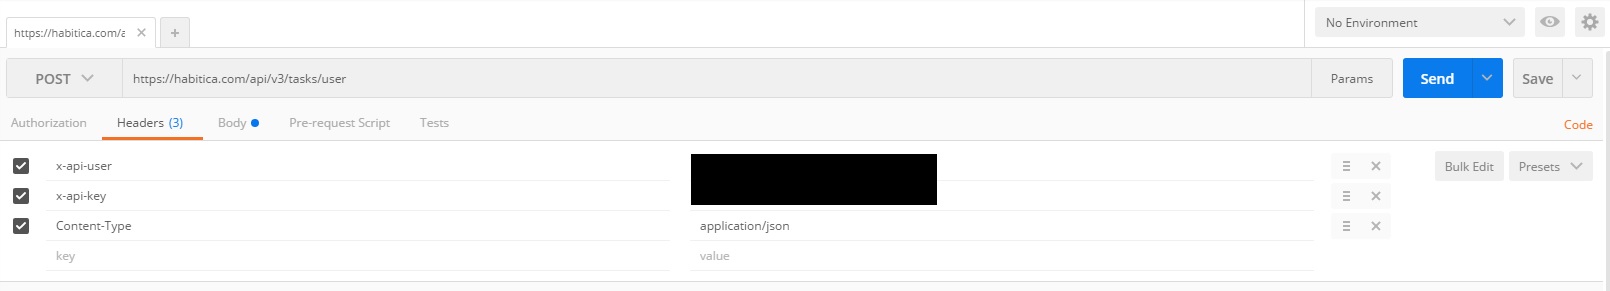 https://habitica.com/a
No Environment
POST https://habitica.com/api/v3/tasks/user Params Send Save
Authorization Headers (3) Body Pre-request Script Tests Code
x-api-user Bulk Edit Presets
x-api-key
Content-Type application/json
key value